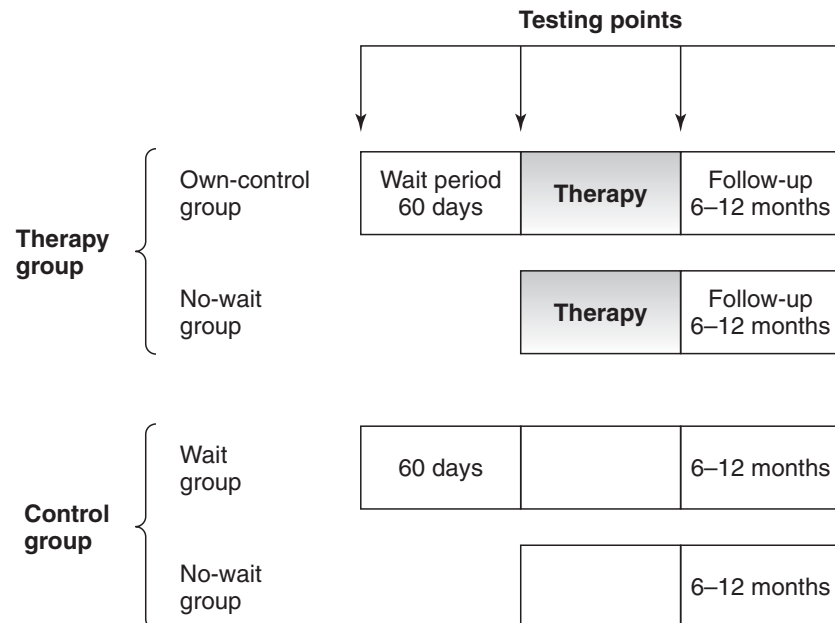 Testing points
Own-control
group
Wait period
60 days
Therapy
Follow-up
6–12 months
Therapy
group
No-wait
group
Therapy
Follow-up
6–12 months
Wait
group
60 days
6–12 months
Control
group
No-wait
group
6–12 months